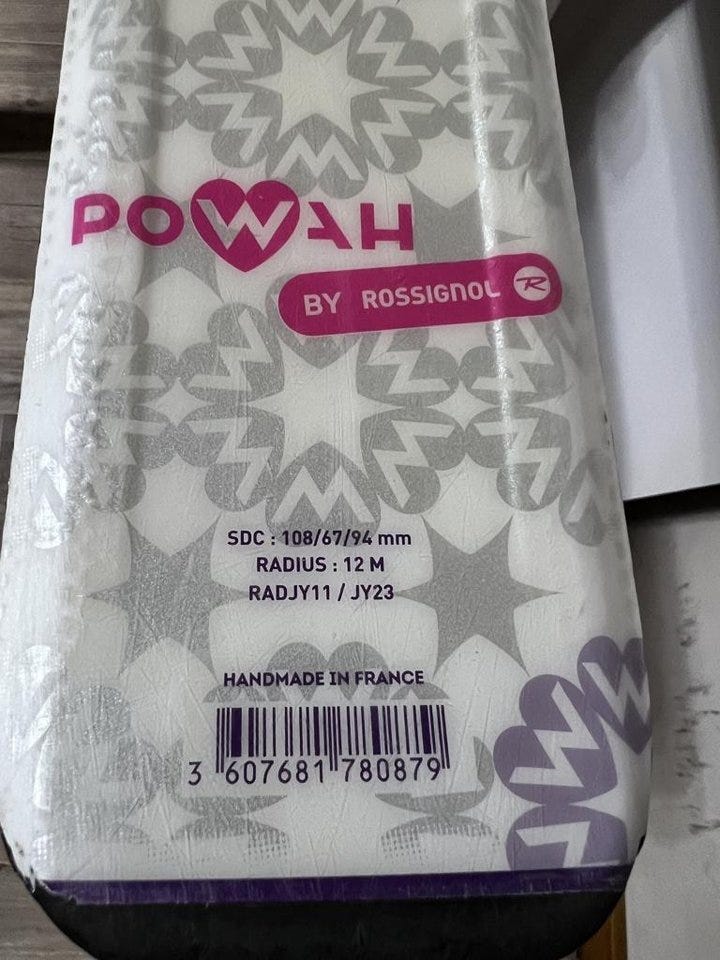 POWAH
BY ROSSIGNOL R
SDC : 108/67/94 mm
RADIUS : 12 M
RADJY11 / JY23
HANDMADE IN FRANCE
3 607681 780879